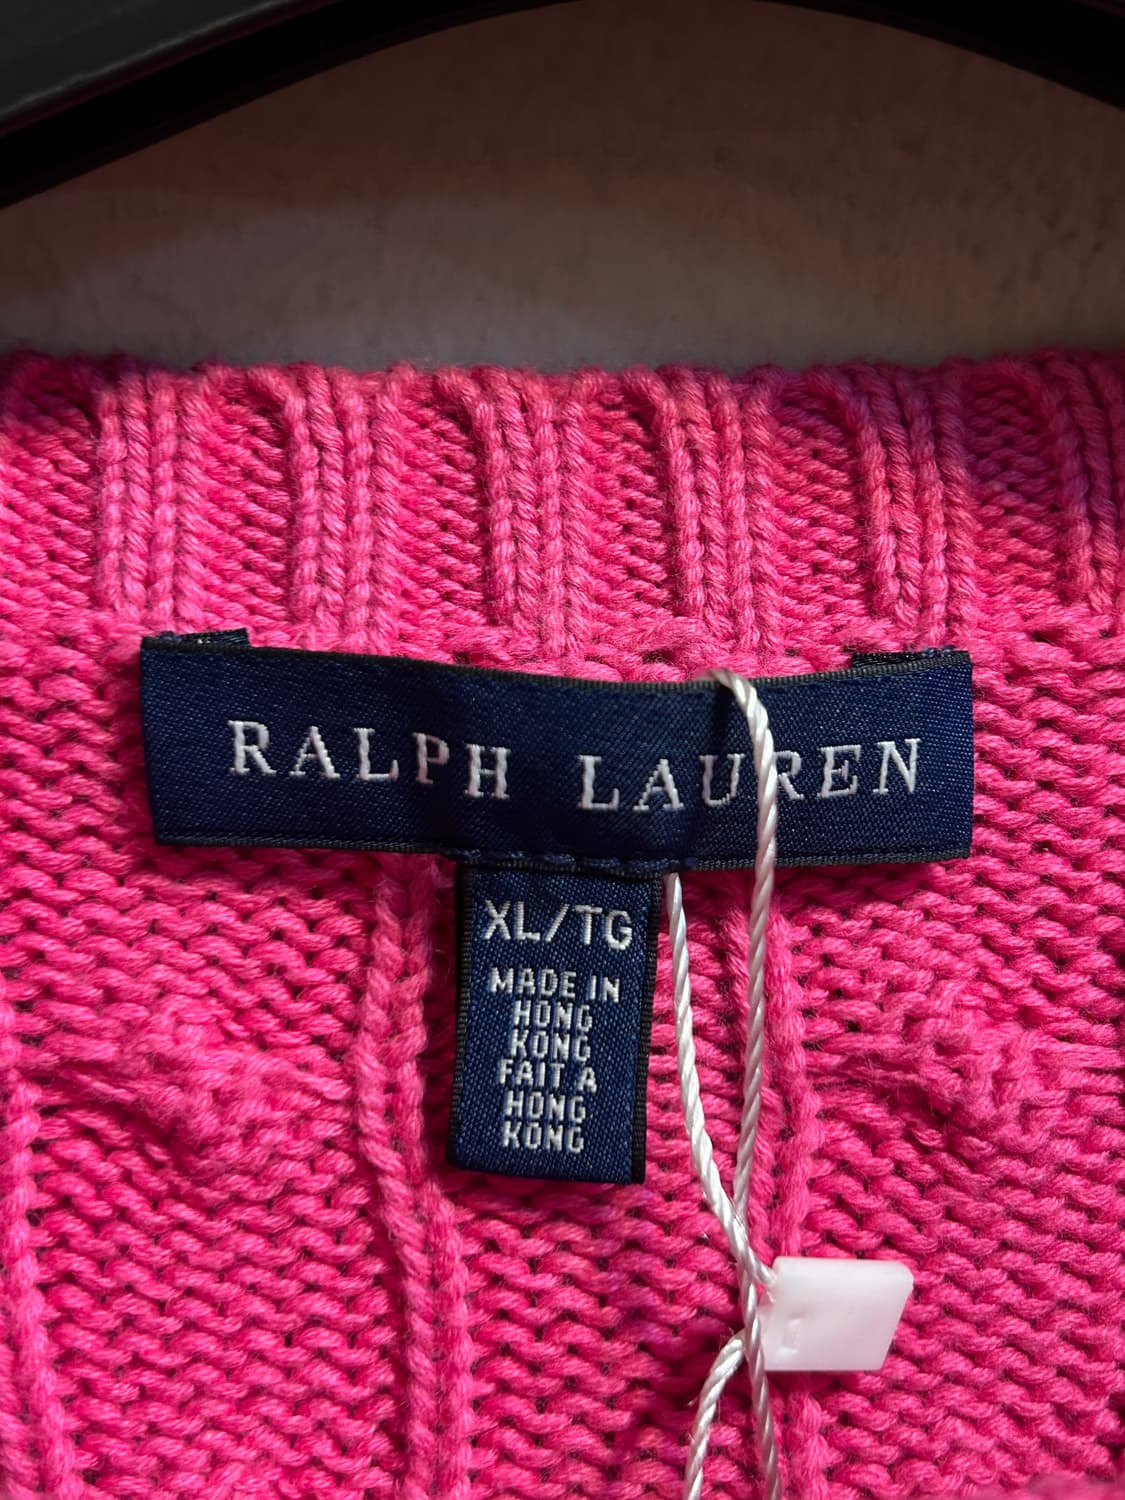 RALPH LAUREN
XL/TG
MADE IN
HONG
KONG
FAIT A
HONG
KONG